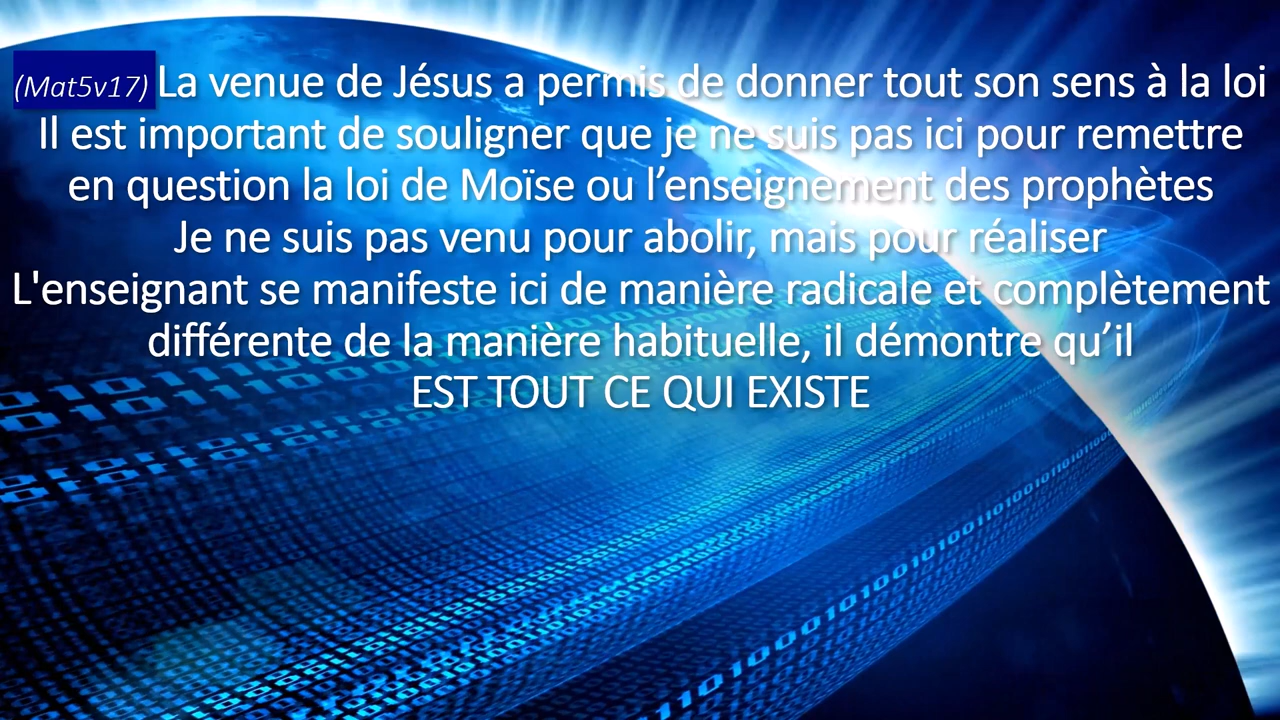 (Mat5v17) La venue de Jésus a permis de donner tout son sens à la loi
Il est important de souligner que je ne suis pas ici pour remettre
en question la loi de Moïse ou l’enseignement des prophètes
Je ne suis pas venu pour abolir, mais pour réaliser
L'enseignant se manifeste ici de manière radicale et complètement
différente de la manière habituelle, il démontre qu’il
EST TOUT CE QUI EXISTE